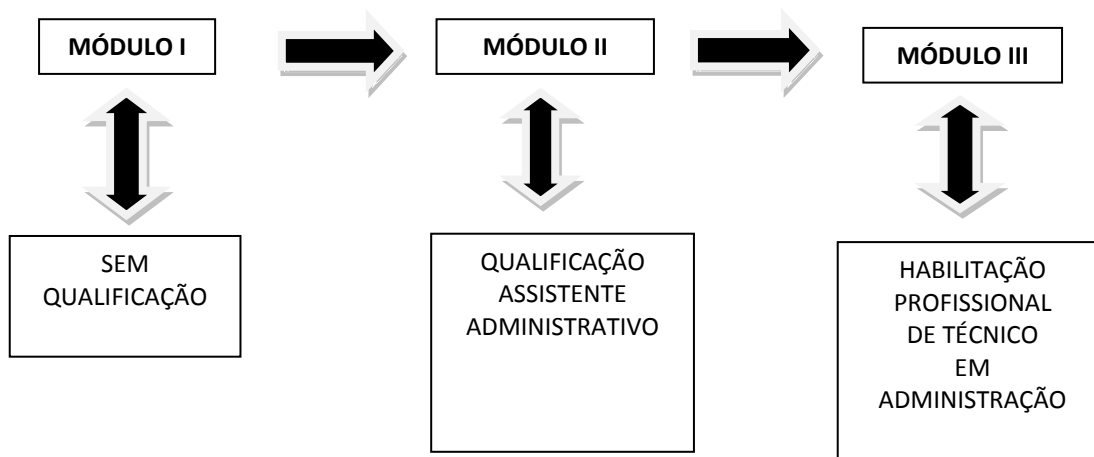 MÓDULO I
MÓDULO II
MÓDULO III
SEM
QUALIFICAÇÃO
QUALIFICAÇÃO
ASSISTENTE
ADMINISTRATIVO
HABILITAÇÃO
PROFISSIONAL
DE TÉCNICO
EM
ADMINISTRAÇÃO